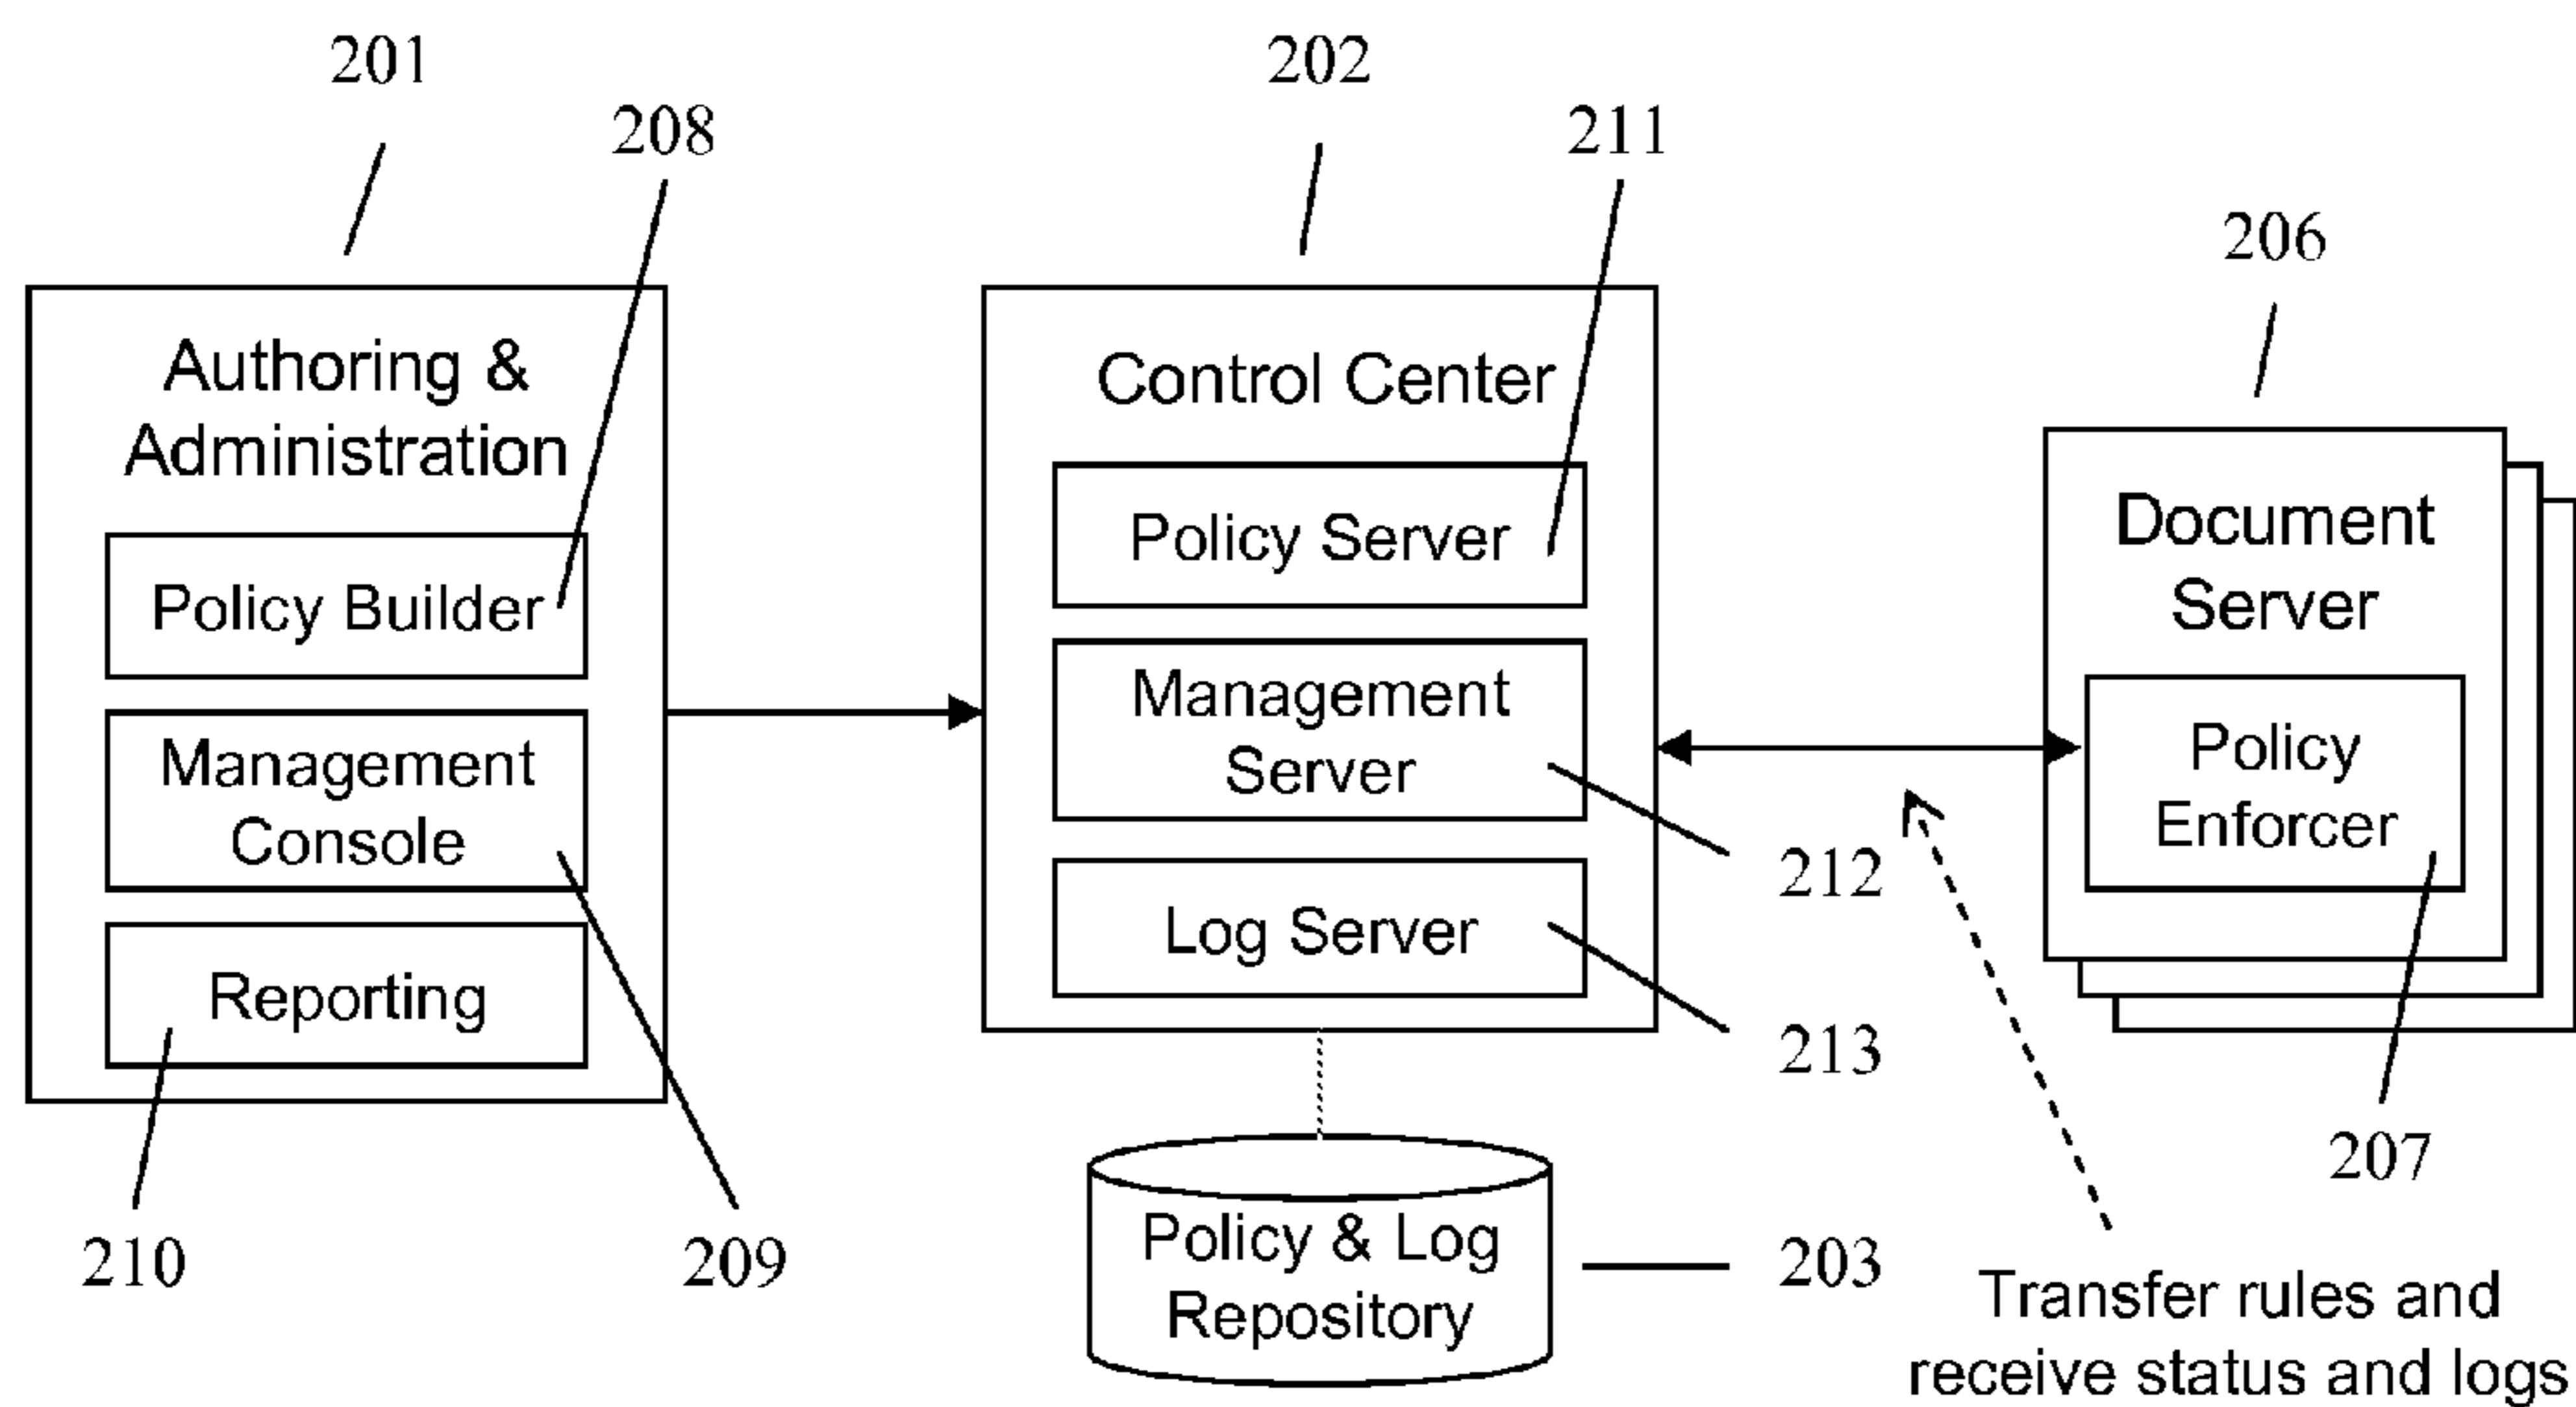 201
202
208
211
206
Authoring &
Administration
Policy Builder
Management
Console
Reporting
210
209
Control Center
Policy Server
Management
Server
Log Server
212
213
Policy & Log
Repository
203
Document
Server
Policy
Enforcer
207
Transfer rules and
receive status and logs